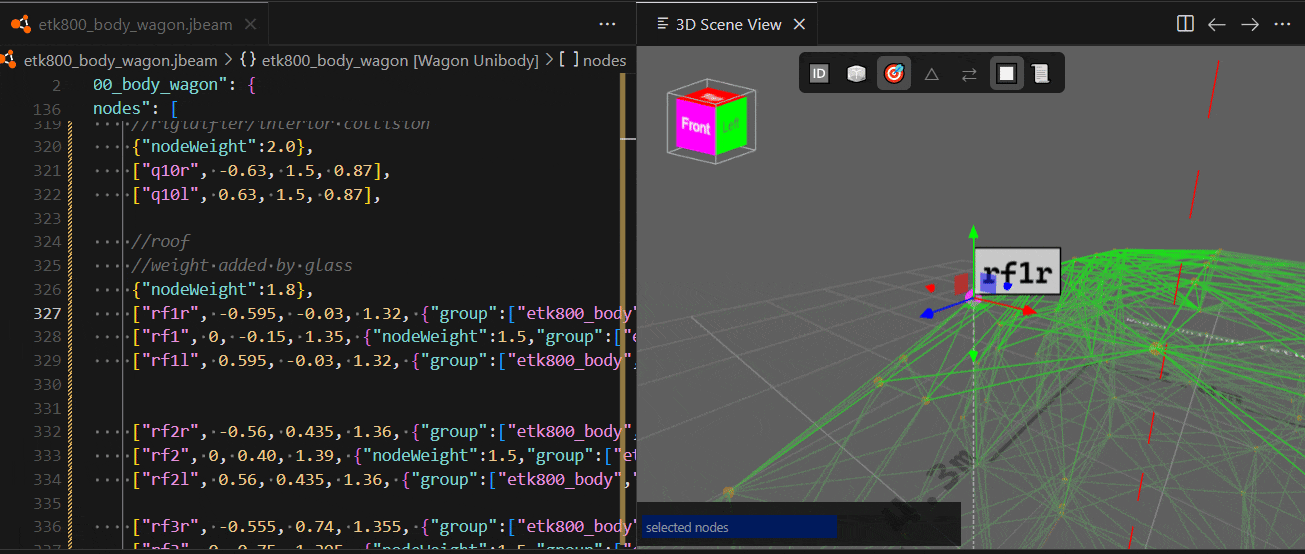 etk800_body_wagon.jbeam
etk800_body_wagon.jbeam > {} etk800_body_wagon [Wagon Unibody] > [ ] nodes
2 00_body_wagon": {
136 nodes": [
319 ····//rigidifier/interior·collision
320 ····{"nodeWeight":2.0},
321 ····["q10r",·-0.63,·1.5,·0.87],
322 ····["q10l",·0.63,·1.5,·0.87],
323
324 ····//roof
325 ····//weight·added·by·glass
326 ····{"nodeWeight":1.8},
327 ····["rf1r",·-0.595,·-0.03,·1.32,·{"group":["etk800_body"
328 ····["rf1",·0,·-0.15,·1.35,·{"nodeWeight":1.5,"group":["e
329 ····["rf1l",·0.595,·-0.03,·1.32,·{"group":["etk800_body",
330
331
332 ····["rf2r",·-0.56,·0.435,·1.36,·{"group":["etk800_body",
333 ····["rf2",·0,·0.40,·1.39,·{"nodeWeight":1.5,"group":["et
334 ····["rf2l",·0.56,·0.435,·1.36,·{"group":["etk800_body","
335
336 ····["rf3r",·-0.555,·0.74,·1.355,·{"group":["etk800_body"
337
3D Scene View
ID
Front
Left
rf1r
3m
selected nodes